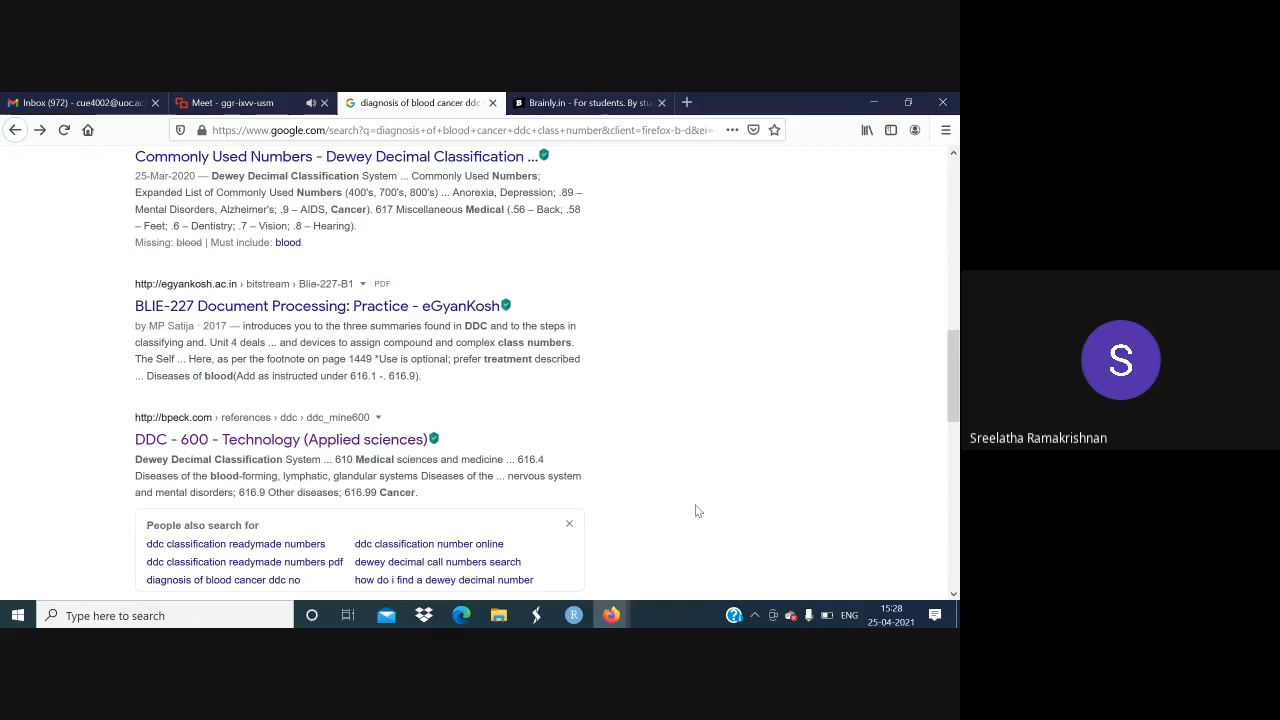 Inbox (972) - cue4002@uoc.ac
Meet - ggr-ixvv-usm
diagnosis of blood cancer ddc
Brainly.in - For students. By stu
https://www.google.com/search?q=diagnosis+of+blood+cancer+ddc+class+number&client=firefox-b-d&ei=
Commonly Used Numbers - Dewey Decimal Classification ...
25-Mar-2020 — Dewey Decimal Classification System ... Commonly Used Numbers;
Expanded List of Commonly Used Numbers (400's, 700's, 800's) ... Anorexia, Depression; .89 –
Mental Disorders, Alzheimer's; .9 – AIDS, Cancer). 617 Miscellaneous Medical (.56 – Back; .58
– Feet; .6 – Dentistry; .7 – Vision; .8 – Hearing).
Missing: blood | Must include: blood
http://egyankosh.ac.in › bitstream › Blie-227-B1 PDF
BLIE-227 Document Processing: Practice - eGyanKosh
by MP Satija · 2017 — introduces you to the three summaries found in DDC and to the steps in
classifying and. Unit 4 deals ... and devices to assign compound and complex class numbers.
The Self ... Here, as per the footnote on page 1449 *Use is optional; prefer treatment described
... Diseases of blood(Add as instructed under 616.1 -. 616.9).
http://bpeck.com › references › ddc › ddc_mine600
DDC - 600 - Technology (Applied sciences)
Dewey Decimal Classification System ... 610 Medical sciences and medicine ... 616.4
Diseases of the blood-forming, lymphatic, glandular systems Diseases of the ... nervous system
and mental disorders; 616.9 Other diseases; 616.99 Cancer.
People also search for
ddc classification readymade numbers
ddc classification number online
ddc classification readymade numbers pdf
dewey decimal call numbers search
diagnosis of blood cancer ddc no
how do i find a dewey decimal number
S
Sreelatha Ramakrishnan
Type here to search
ENG
15:28
25-04-2021